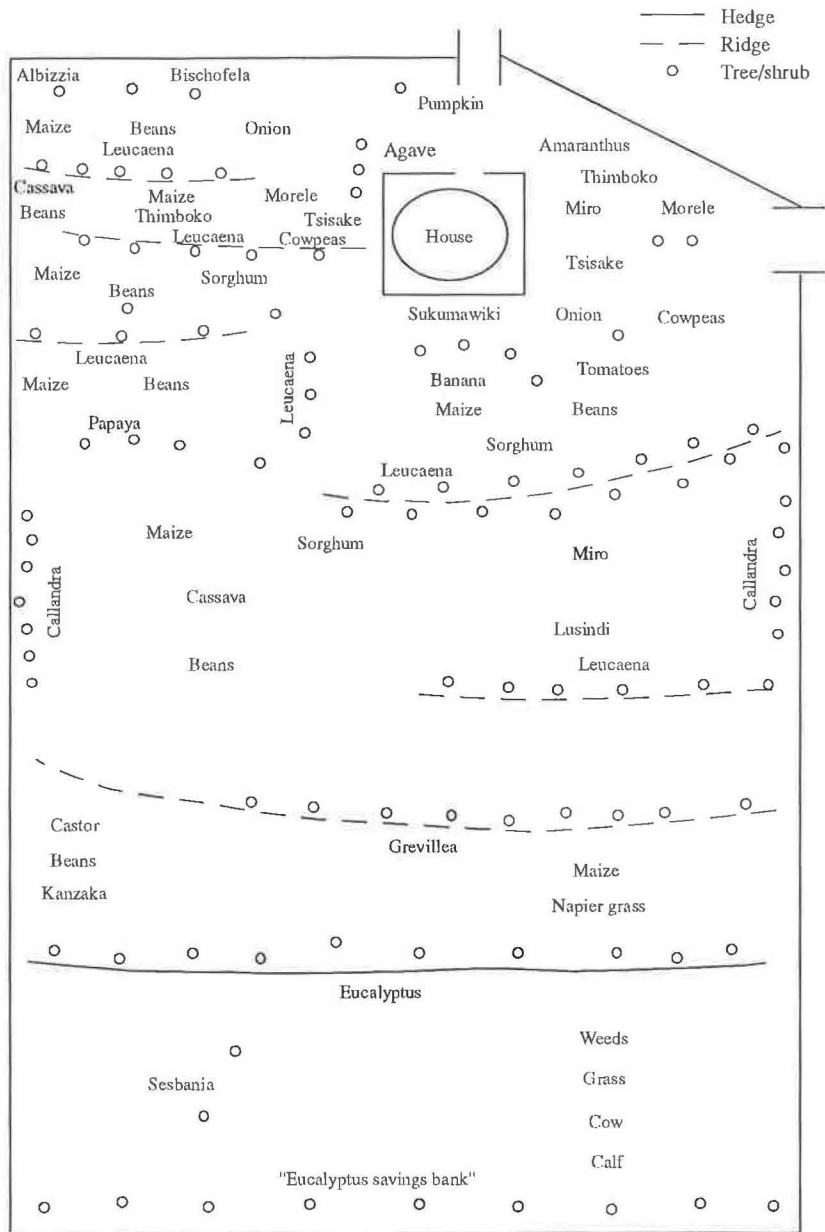 Hedge
Ridge
Tree/shrub
Albizzia
Bischofela
Pumpkin
Maize
Beans
Onion
Leucaena
Agave
Amaranthus
Thimboko
Cassava
Maize
Morele
Beans
Thimboko
Tsisake
Miro
Morele
Leucaena
Cowpeas
House
Maize
Sorghum
Tsisake
Beans
Sukumawiki
Onion
Cowpeas
Leucaena
Leucaena
Maize
Beans
Banana
Tomatoes
Maize
Beans
Papaya
Sorghum
Leucaena
Maize
Sorghum
Miro
Callandra
Cassava
Callandra
Lusindi
Beans
Leucaena
Castor
Grevillea
Beans
Maize
Kanzaka
Napier grass
Eucalyptus
Weeds
Sesbania
Grass
Cow
Calf
"Eucalyptus savings bank"